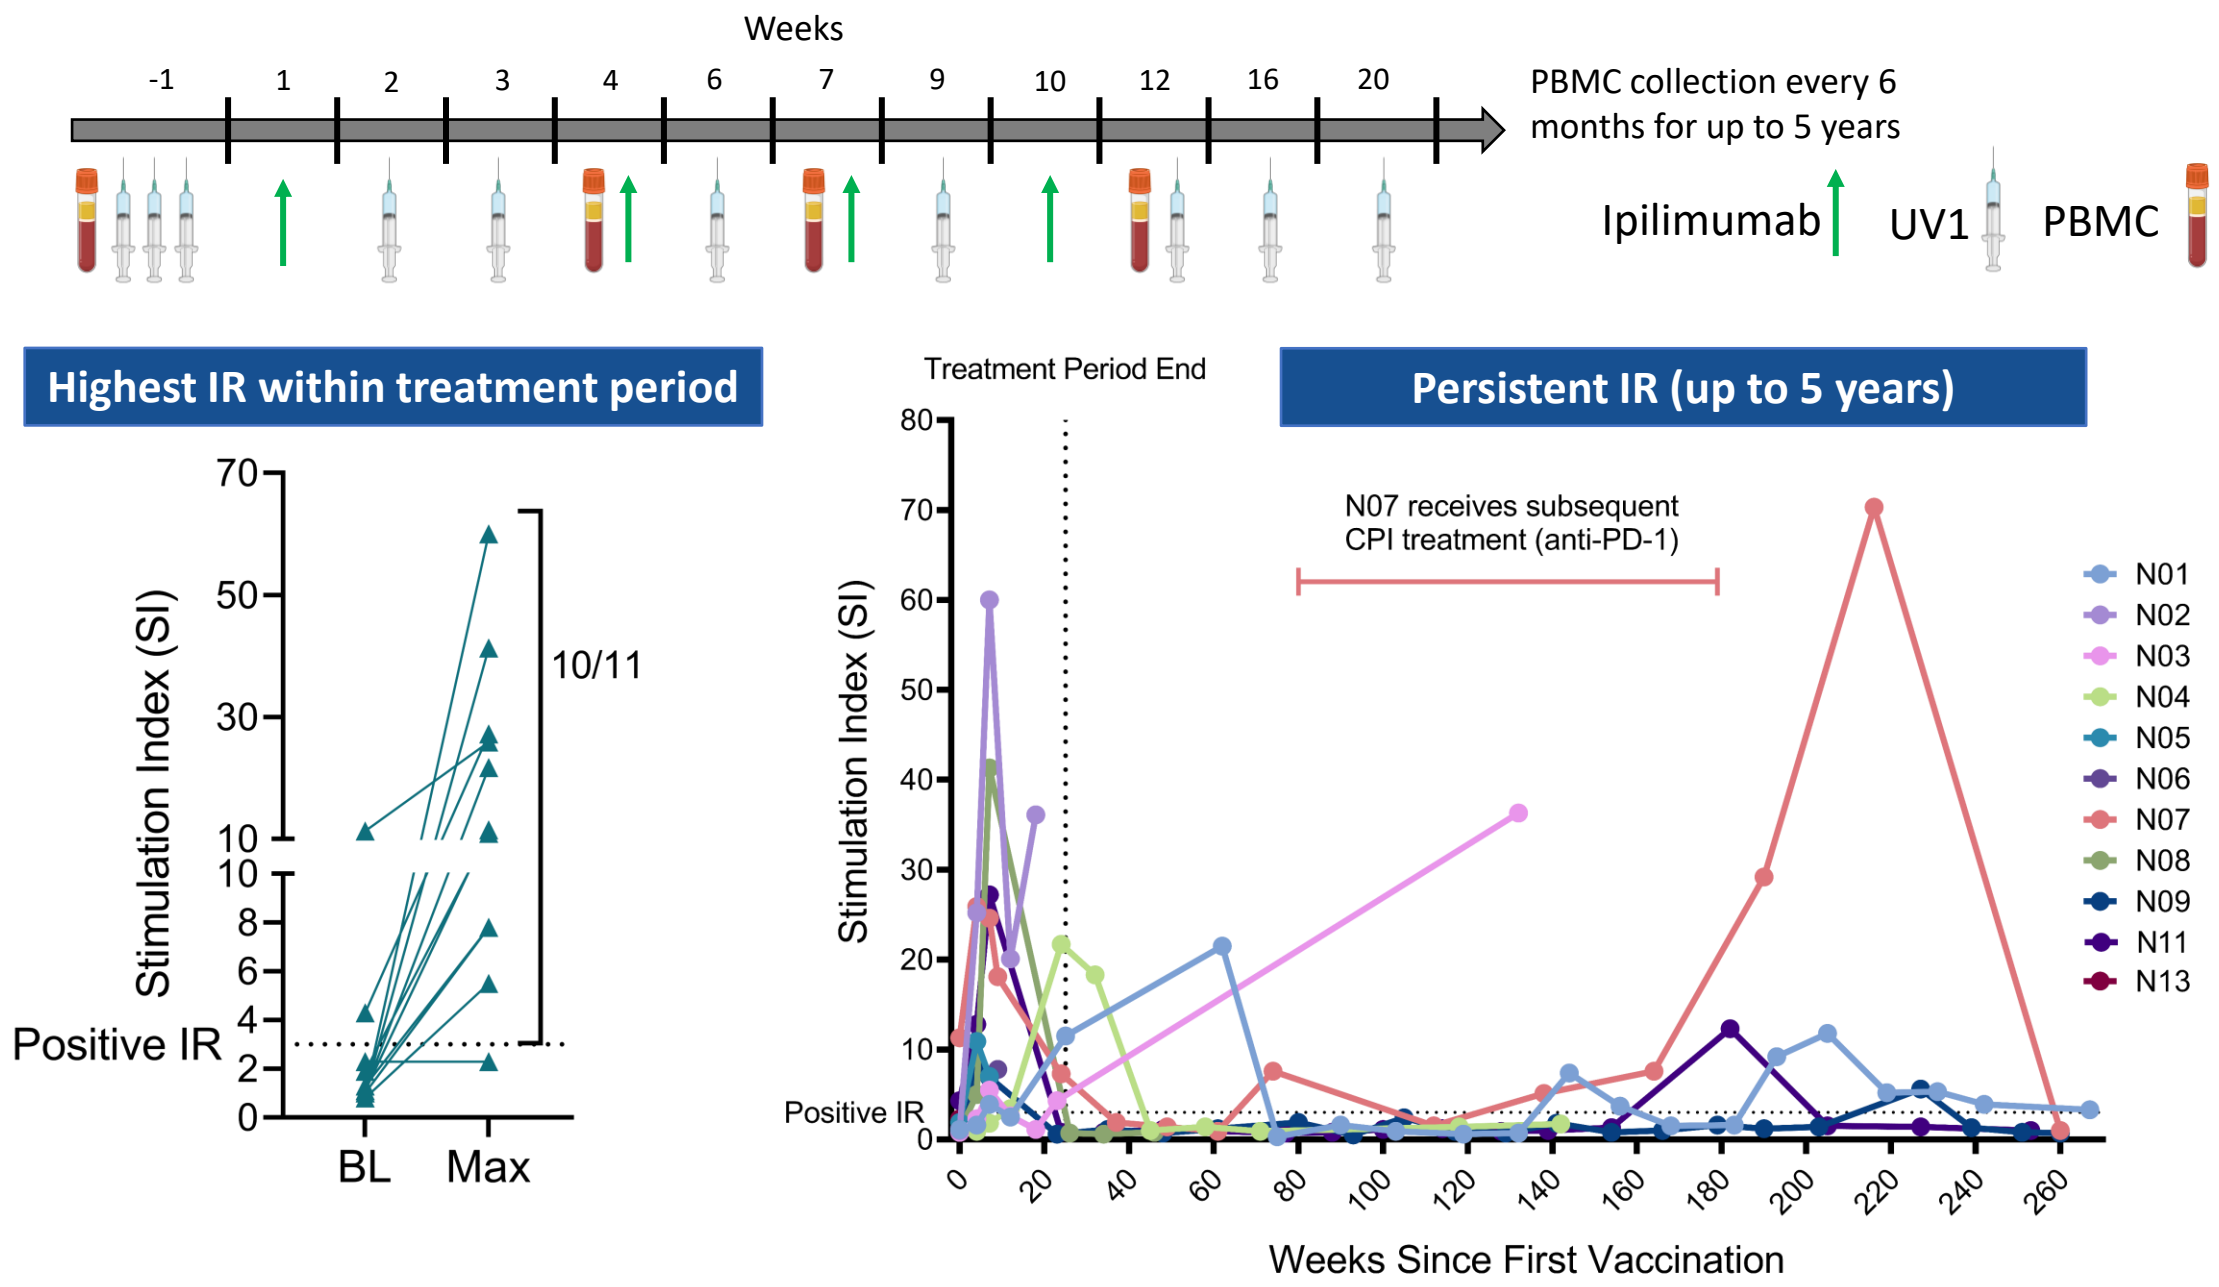 Weeks
-1 1 2 3 4 6 7 9 10 12 16 20
PBMC collection every 6
months for up to 5 years
Ipilimumab UV1 PBMC
Highest IR within treatment period
70
50
30
10
10
8
6
4
2
0
Stimulation Index (SI)
Positive IR
10/11
BL Max
Treatment Period End
Persistent IR (up to 5 years)
80
70
60
50
40
30
20
10
0
Stimulation Index (SI)
Positive IR
N07 receives subsequent
CPI treatment (anti-PD-1)
N01
N02
N03
N04
N05
N06
N07
N08
N09
N11
N13
0 20 40 60 80 100 120 140 160 180 200 220 240 260
Weeks Since First Vaccination